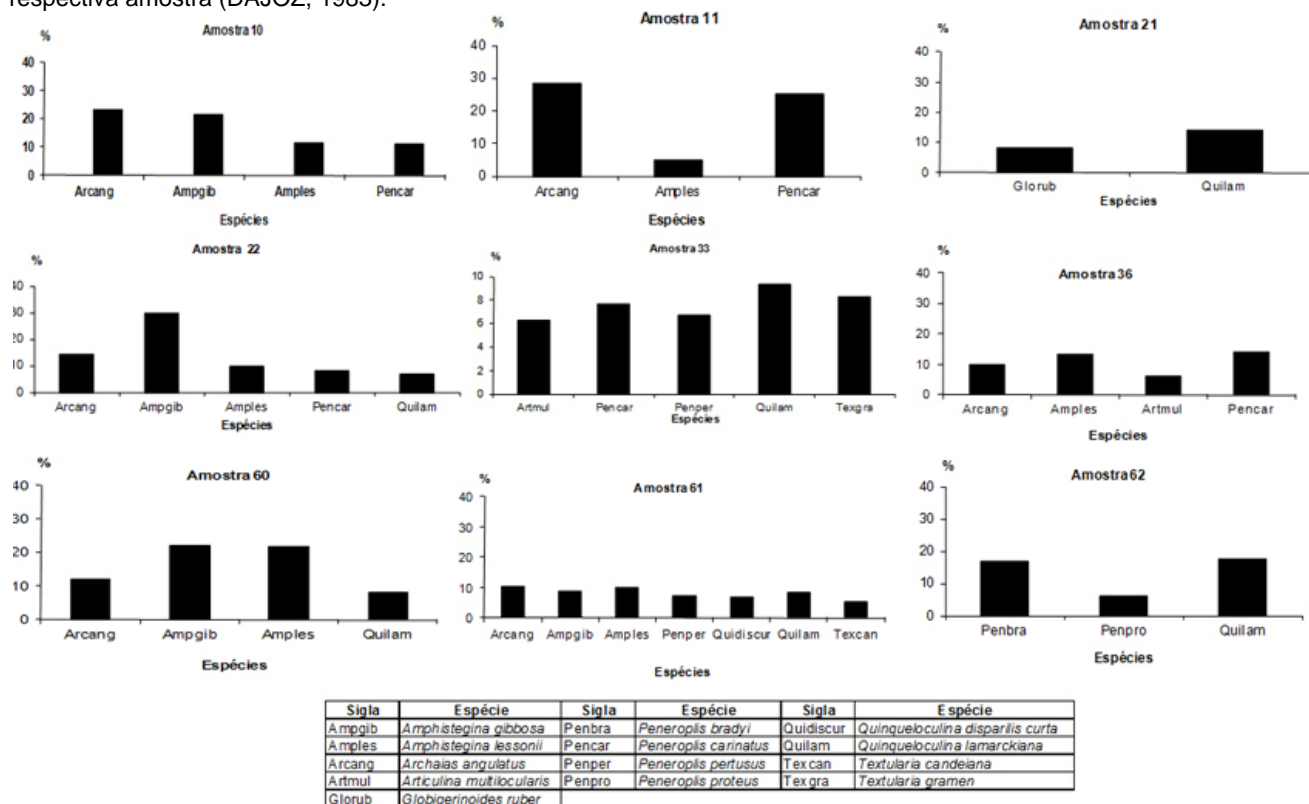 respectiva amostra (DAJOZ, 1983).
Amostra 10
%
40
30
20
10
0
Arcang Ampgib Amples Pencar
Espécies
Amostra 11
%
40
30
20
10
0
Arcang Amples Pencar
Espécies
Amostra 21
%
40
30
20
10
0
Glorub Quilam
Espécies
Amostra 22
%
40
30
20
10
0
Arcang Ampgib Amples Pencar Quilam
Espécies
Amostra 33
%
10
8
6
4
2
0
Artmul Pencar Penper Quilam Texgra
Espécies
Amostra 36
%
40
30
20
10
0
Arcang Amples Artmul Pencar
Espécies
Amostra 60
%
40
30
20
10
0
Arcang Ampgib Amples Quilam
Espécies
Amostra 61
%
40
30
20
10
0
Arcang Ampgib Amples Penper Quidiscur Quilam Texcan
Espécies
Amostra 62
%
40
30
20
10
0
Penbra Penpro Quilam
Espécies
Sigla Espécie Sigla Espécie Sigla Espécie
Ampgib Amphistegina gibbosa Penbra Peneroplis bradyi Quidiscur Quinqueloculina disparilis curta
Amples Amphistegina lessonii Pencar Peneroplis carinatus Quilam Quinqueloculina lamarckiana
Arcang Archaias angulatus Penper Peneroplis pertusus Texcan Textularia candeiana
Artmul Articulina multilocularis Penpro Peneroplis proteus Texgra Textularia gramen
Glorub Globigerinoides ruber